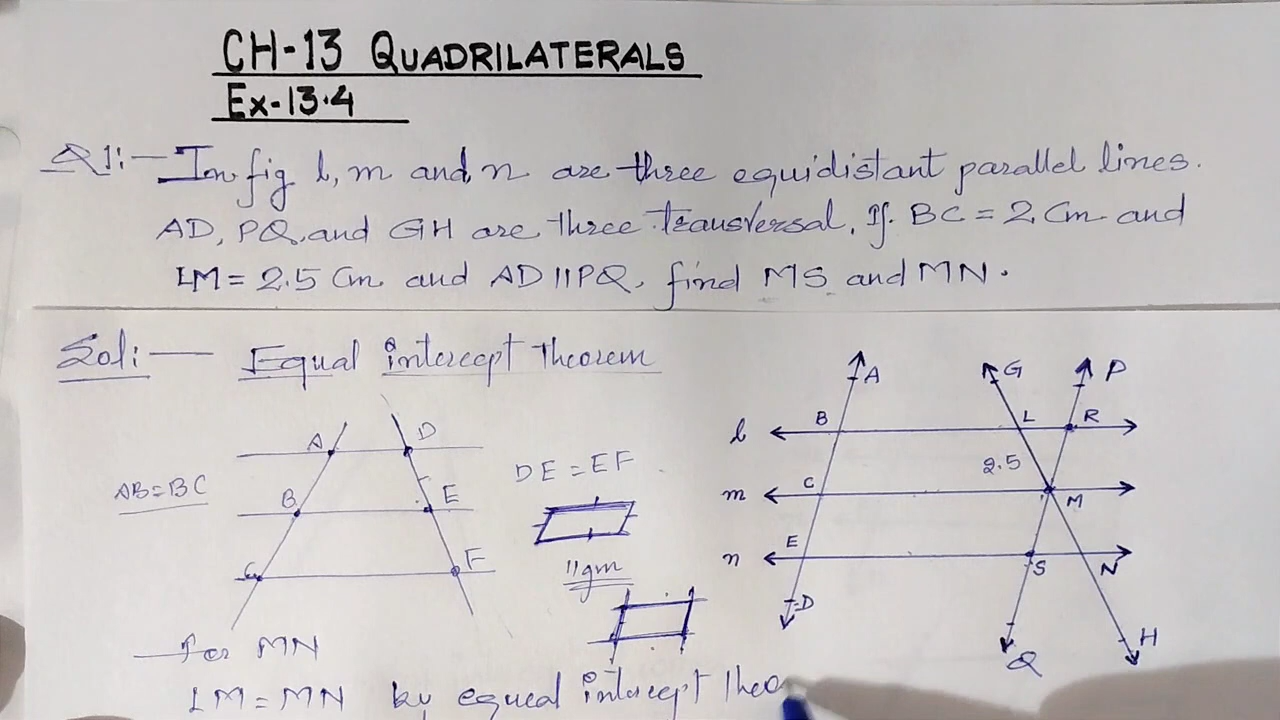 CH-13 QUADRILATERALS
Ex-13.4
Q1:- In fig l, m and n are three equidistant parallel lines.
AD, PQ and GH are three transversal. If BC = 2 Cm and
LM = 2.5 Cm and AD || PQ, find MS and MN.
Sol:- Equal intercept Theorem
A D
AB=BC
B E
C F
DE = EF
||gm
A G P
l B L R
2.5
m C M
n E S N
D Q H
For MN
LM = MN by equal intercept Theo